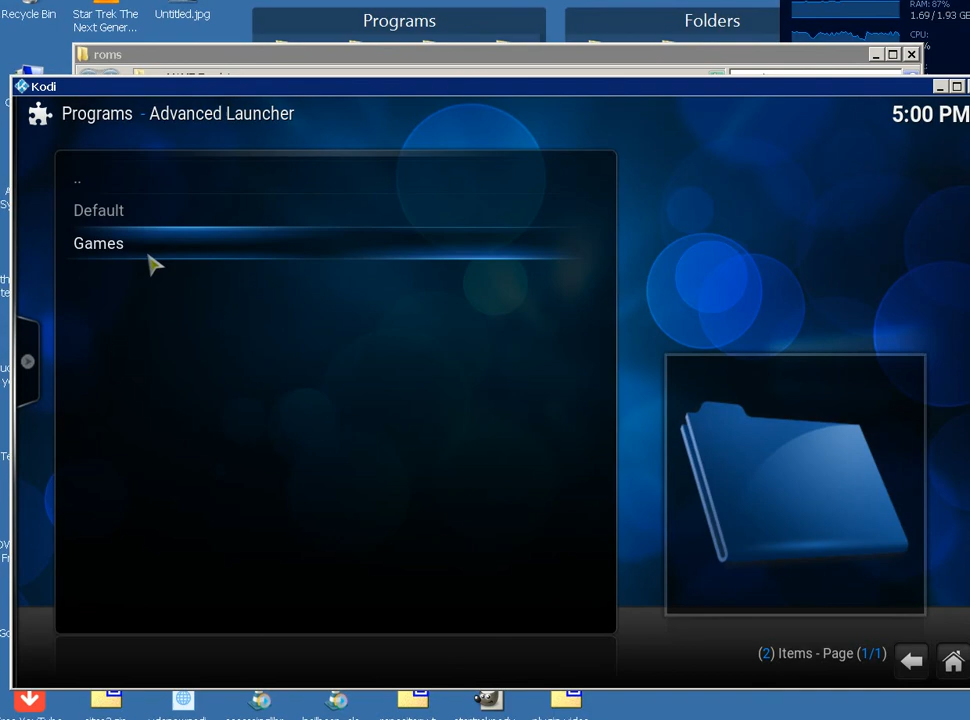 Recycle Bin
Star Trek The
Next Gener...
Untitled.jpg
Programs
Folders
RAM: 87%
1.69 / 1.93 GE
CPU:
roms
Kodi
Programs - Advanced Launcher
5:00 PM
..
Default
Games
(2) Items - Page (1/1)